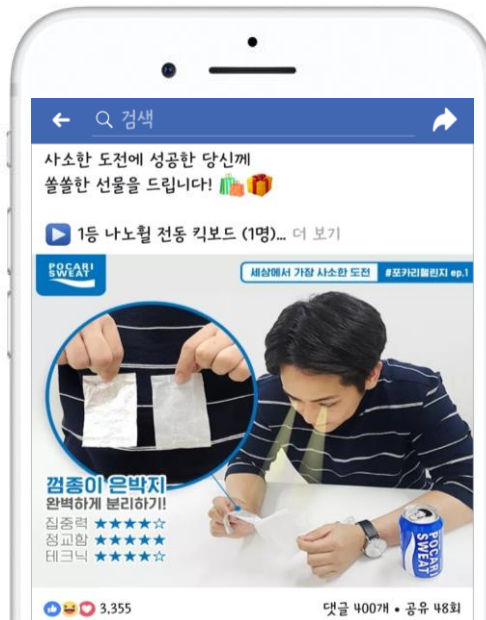 검색
사소한 도전에 성공한 당신께
쏠쏠한 선물을 드립니다!
1등 나노휠 전동 킥보드 (1명)... 더 보기
POCARI
SWEAT
세상에서 가장 사소한 도전 #포카리챌린지 ep.1
껌종이 은박지
완벽하게 분리하기!
집중력 ★★★★☆
정교함 ★★★★★
테크닉 ★★★★☆
POCARI
SWEAT
3,355 댓글 400개 • 공유 48회